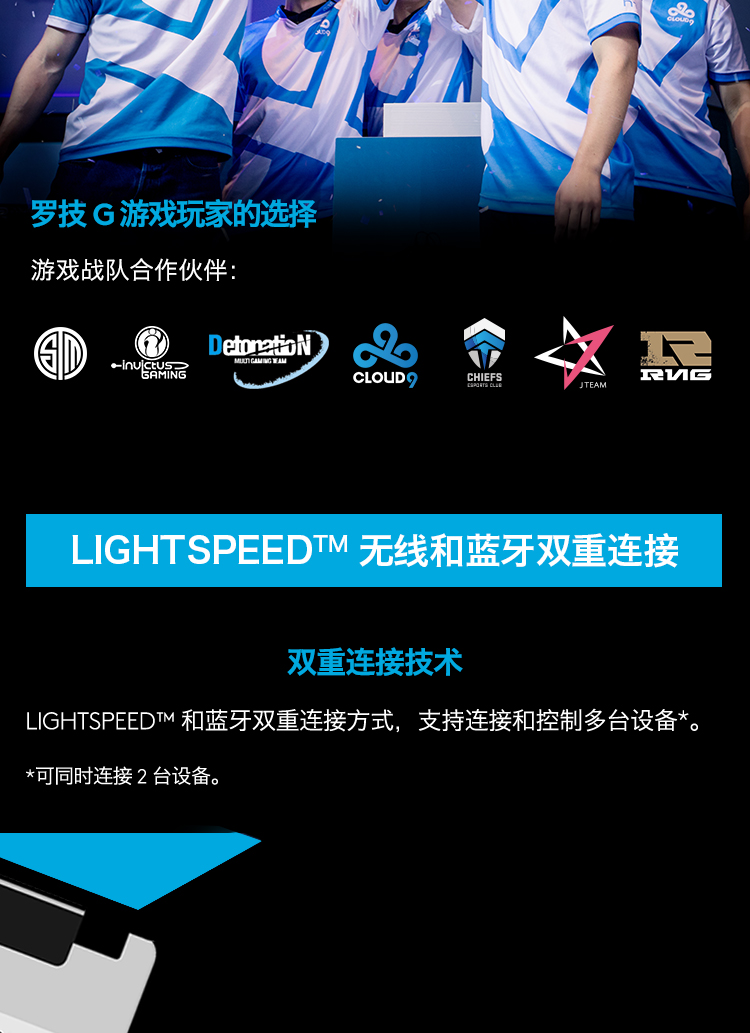 CLOUD9
罗技 G 游戏玩家的选择
游戏战队合作伙伴：
TSM
invictus GAMING
DetonatioN
MULTI GAMING TEAM
CLOUD9
CHIEFS
ESPORTS CLUB
J TEAM
RNG
LIGHTSPEED™ 无线和蓝牙双重连接
双重连接技术
LIGHTSPEED™ 和蓝牙双重连接方式，支持连接和控制多台设备*。
*可同时连接 2 台设备。